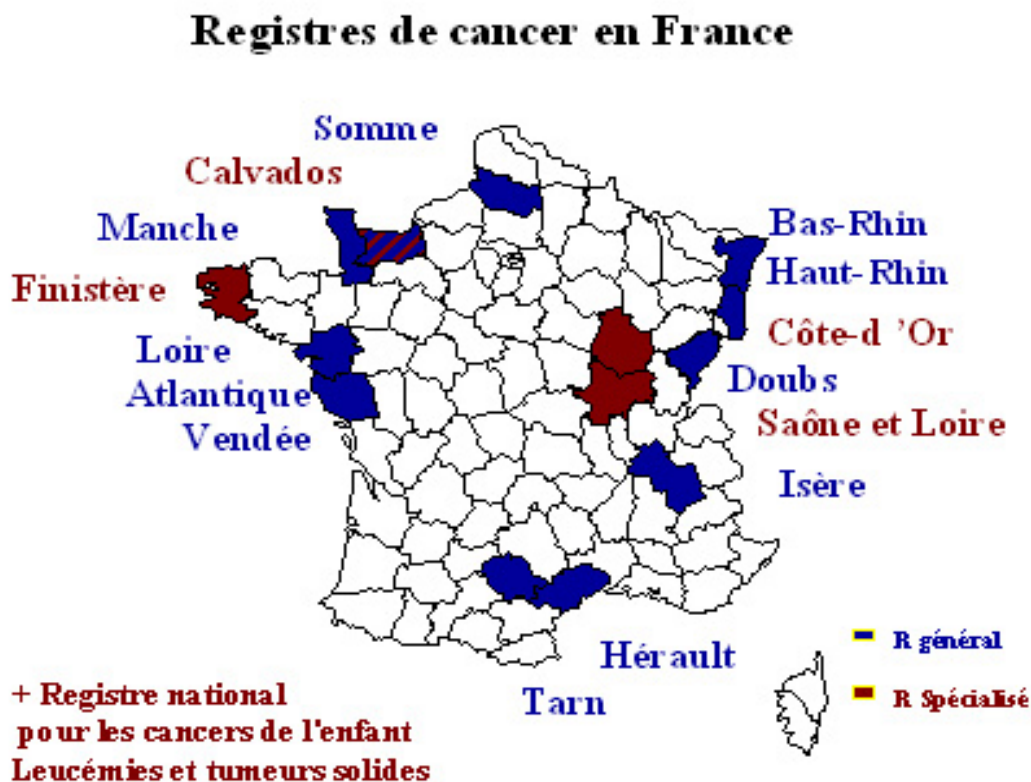 Registres de cancer en France
Somme
Calvados
Manche
Finistère
Loire
Atlantique
Vendée
Bas-Rhin
Haut-Rhin
Côte-d ’Or
Doubs
Saône et Loire
Isère
Hérault
Tarn
R général
R Spécialisé
+ Registre national
pour les cancers de l'enfant
Leucémies et tumeurs solides